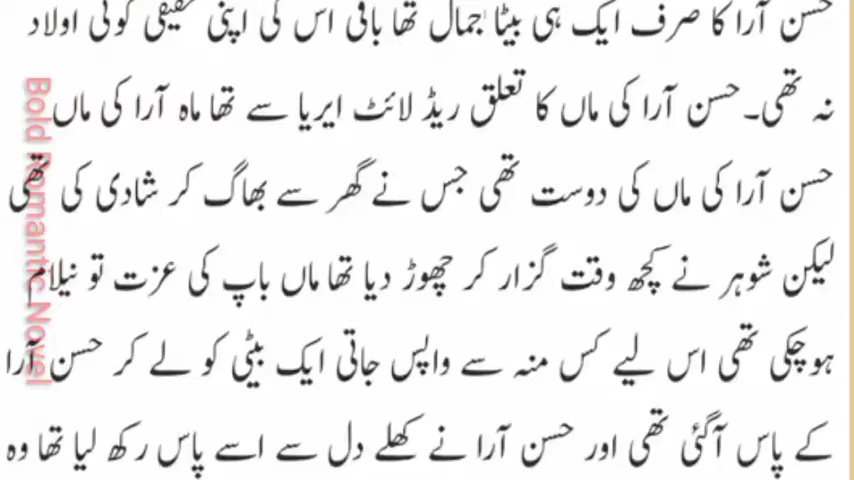 حسن آرا کا صرف ایک ہی بیٹا جمال تھا باقی اس کی اپنی حقیقی کوئی اولاد
نہ تھی۔ حسن آرا کی ماں کا تعلق ریڈ لائٹ ایریا سے تھا ماہ آرا کی ماں
حسن آرا کی ماں کی دوست تھی جس نے گھر سے بھاگ کر شادی کی تھی
لیکن شوہر نے کچھ وقت گزار کر چھوڑ دیا تھا ماں باپ کی عزت تو نیلام
ہو چکی تھی اس لیے کس منہ سے واپس جاتی ایک بیٹی کو لے کر حسن آرا
کے پاس آگئی تھی اور حسن آرا نے کھلے دل سے اسے پاس رکھ لیا تھا وہ
Bold Romantic Novel